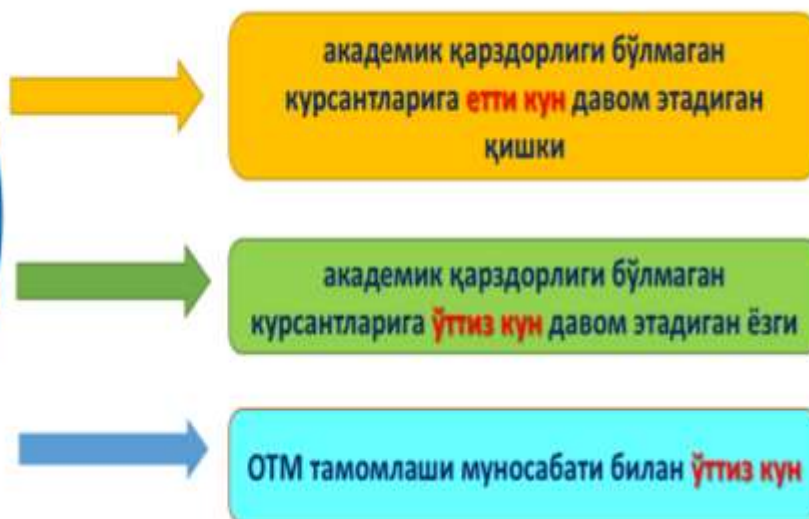 академик қарздорлиги бўлмаган
курсантларига етти кун давом этадиган
қишки
академик қарздорлиги бўлмаган
курсантларига ўттиз кун давом этадиган ёзги
ОТМ тамомлаши муносабати билан ўттиз кун